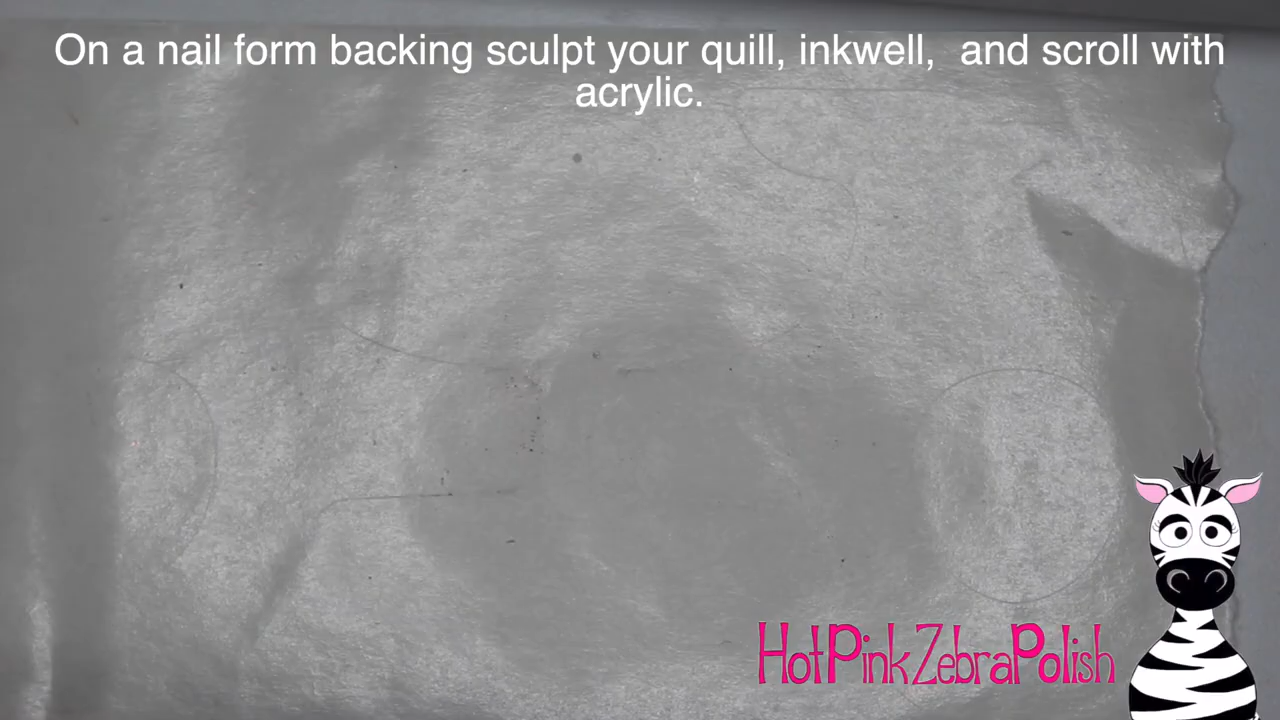 On a nail form backing sculpt your quill, inkwell,  and scroll with
acrylic.
HotPinkZebraPolish